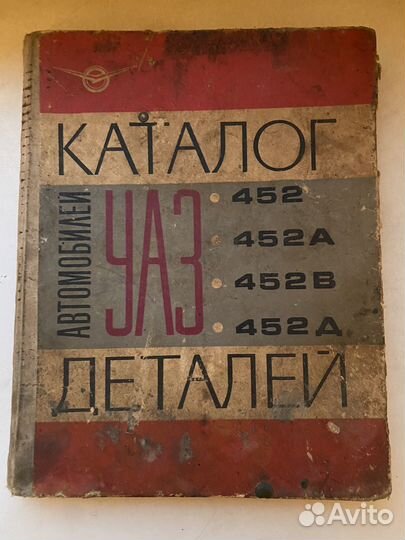 КАТАЛОГ
АВТОМОБИЛЕЙ
УАЗ
452
452А
452В
452Д
ДЕТАЛЕЙ
Avito